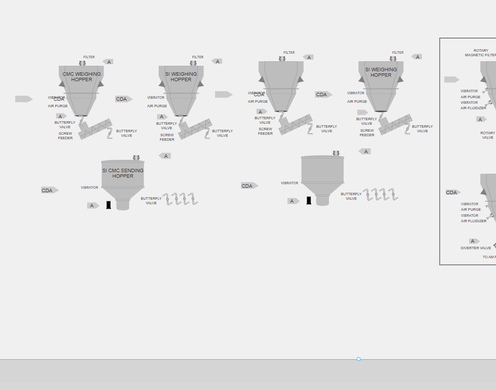 FILTER
A
CMC WEIGHING
HOPPER
VIBRATOR
CDA
AIR PURGE
A
BUTTERFLY
VALVE
SCREW
FEEDER
BUTTERFLY
VALVE
FILTER
A
SI WEIGHING
HOPPER
CDA
VIBRATOR
AIR PURGE
A
BUTTERFLY
VALVE
SCREW
FEEDER
BUTTERFLY
VALVE
FILTER
A
VIBRATOR
CDA
AIR PURGE
A
BUTTERFLY
VALVE
SCREW
FEEDER
BUTTERFLY
VALVE
FILTER
A
SI WEIGHING
HOPPER
CDA
VIBRATOR
AIR PURGE
BUTTERFLY
VALVE
SCREW
FEEDER
BUTTERFLY
VALVE
A
SI CMC SENDING
HOPPER
CDA
VIBRATOR
A
BUTTERFLY
VALVE
A
CDA
VIBRATOR
A
BUTTERFLY
VALVE
ROTARY
MAGNETIC FILTER
VIBRATOR
AIR PURGE
VIBRATOR
AIR FLUIDIZER
A
ROTARY
VALVE
CDA
VIBRATOR
AIR PURGE
VIBRATOR
AIR FLUIDIZER
A
DIVERTER VALVE